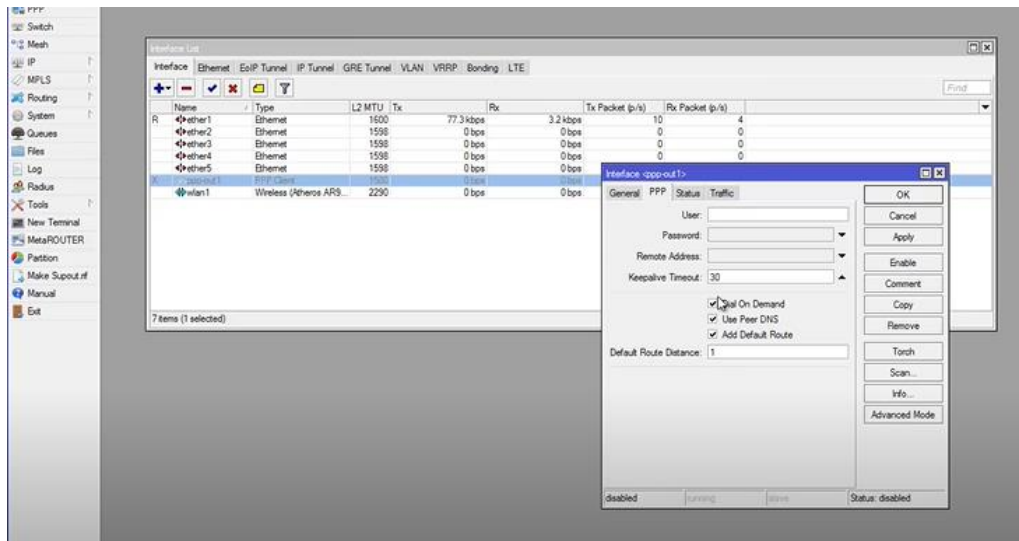 PPP
Switch
Mesh
IP
MPLS
Routing
System
Queues
Files
Log
Radius
Tools
New Terminal
MetaROUTER
Partition
Make Supout.rif
Manual
Exit
Interface List
Interface Ethernet EoIP Tunnel IP Tunnel GRE Tunnel VLAN VRRP Bonding LTE
Find
Name / Type L2 MTU Tx Rx Tx Packet (p/s) Rx Packet (p/s)
R ether1 Ethernet 1600 77.3 kbps 3.2 kbps 10 4
ether2 Ethernet 1598 0 bps 0 bps 0 0
ether3 Ethernet 1598 0 bps 0 bps 0 0
ether4 Ethernet 1598 0 bps 0 bps 0 0
ether5 Ethernet 1598 0 bps 0 bps
X ppp-out1 PPP Client 1500 0 bps 0 bps
wlan1 Wireless (Atheros AR9... 2290 0 bps 0 bps
7 items (1 selected)
Interface <ppp-out1>
General PPP Status Traffic
User:
Password:
Remote Address:
Keepalive Timeout: 30
Dial On Demand
Use Peer DNS
Add Default Route
Default Route Distance: 1
OK
Cancel
Apply
Enable
Comment
Copy
Remove
Torch
Scan...
Info...
Advanced Mode
disabled running slave Status: disabled